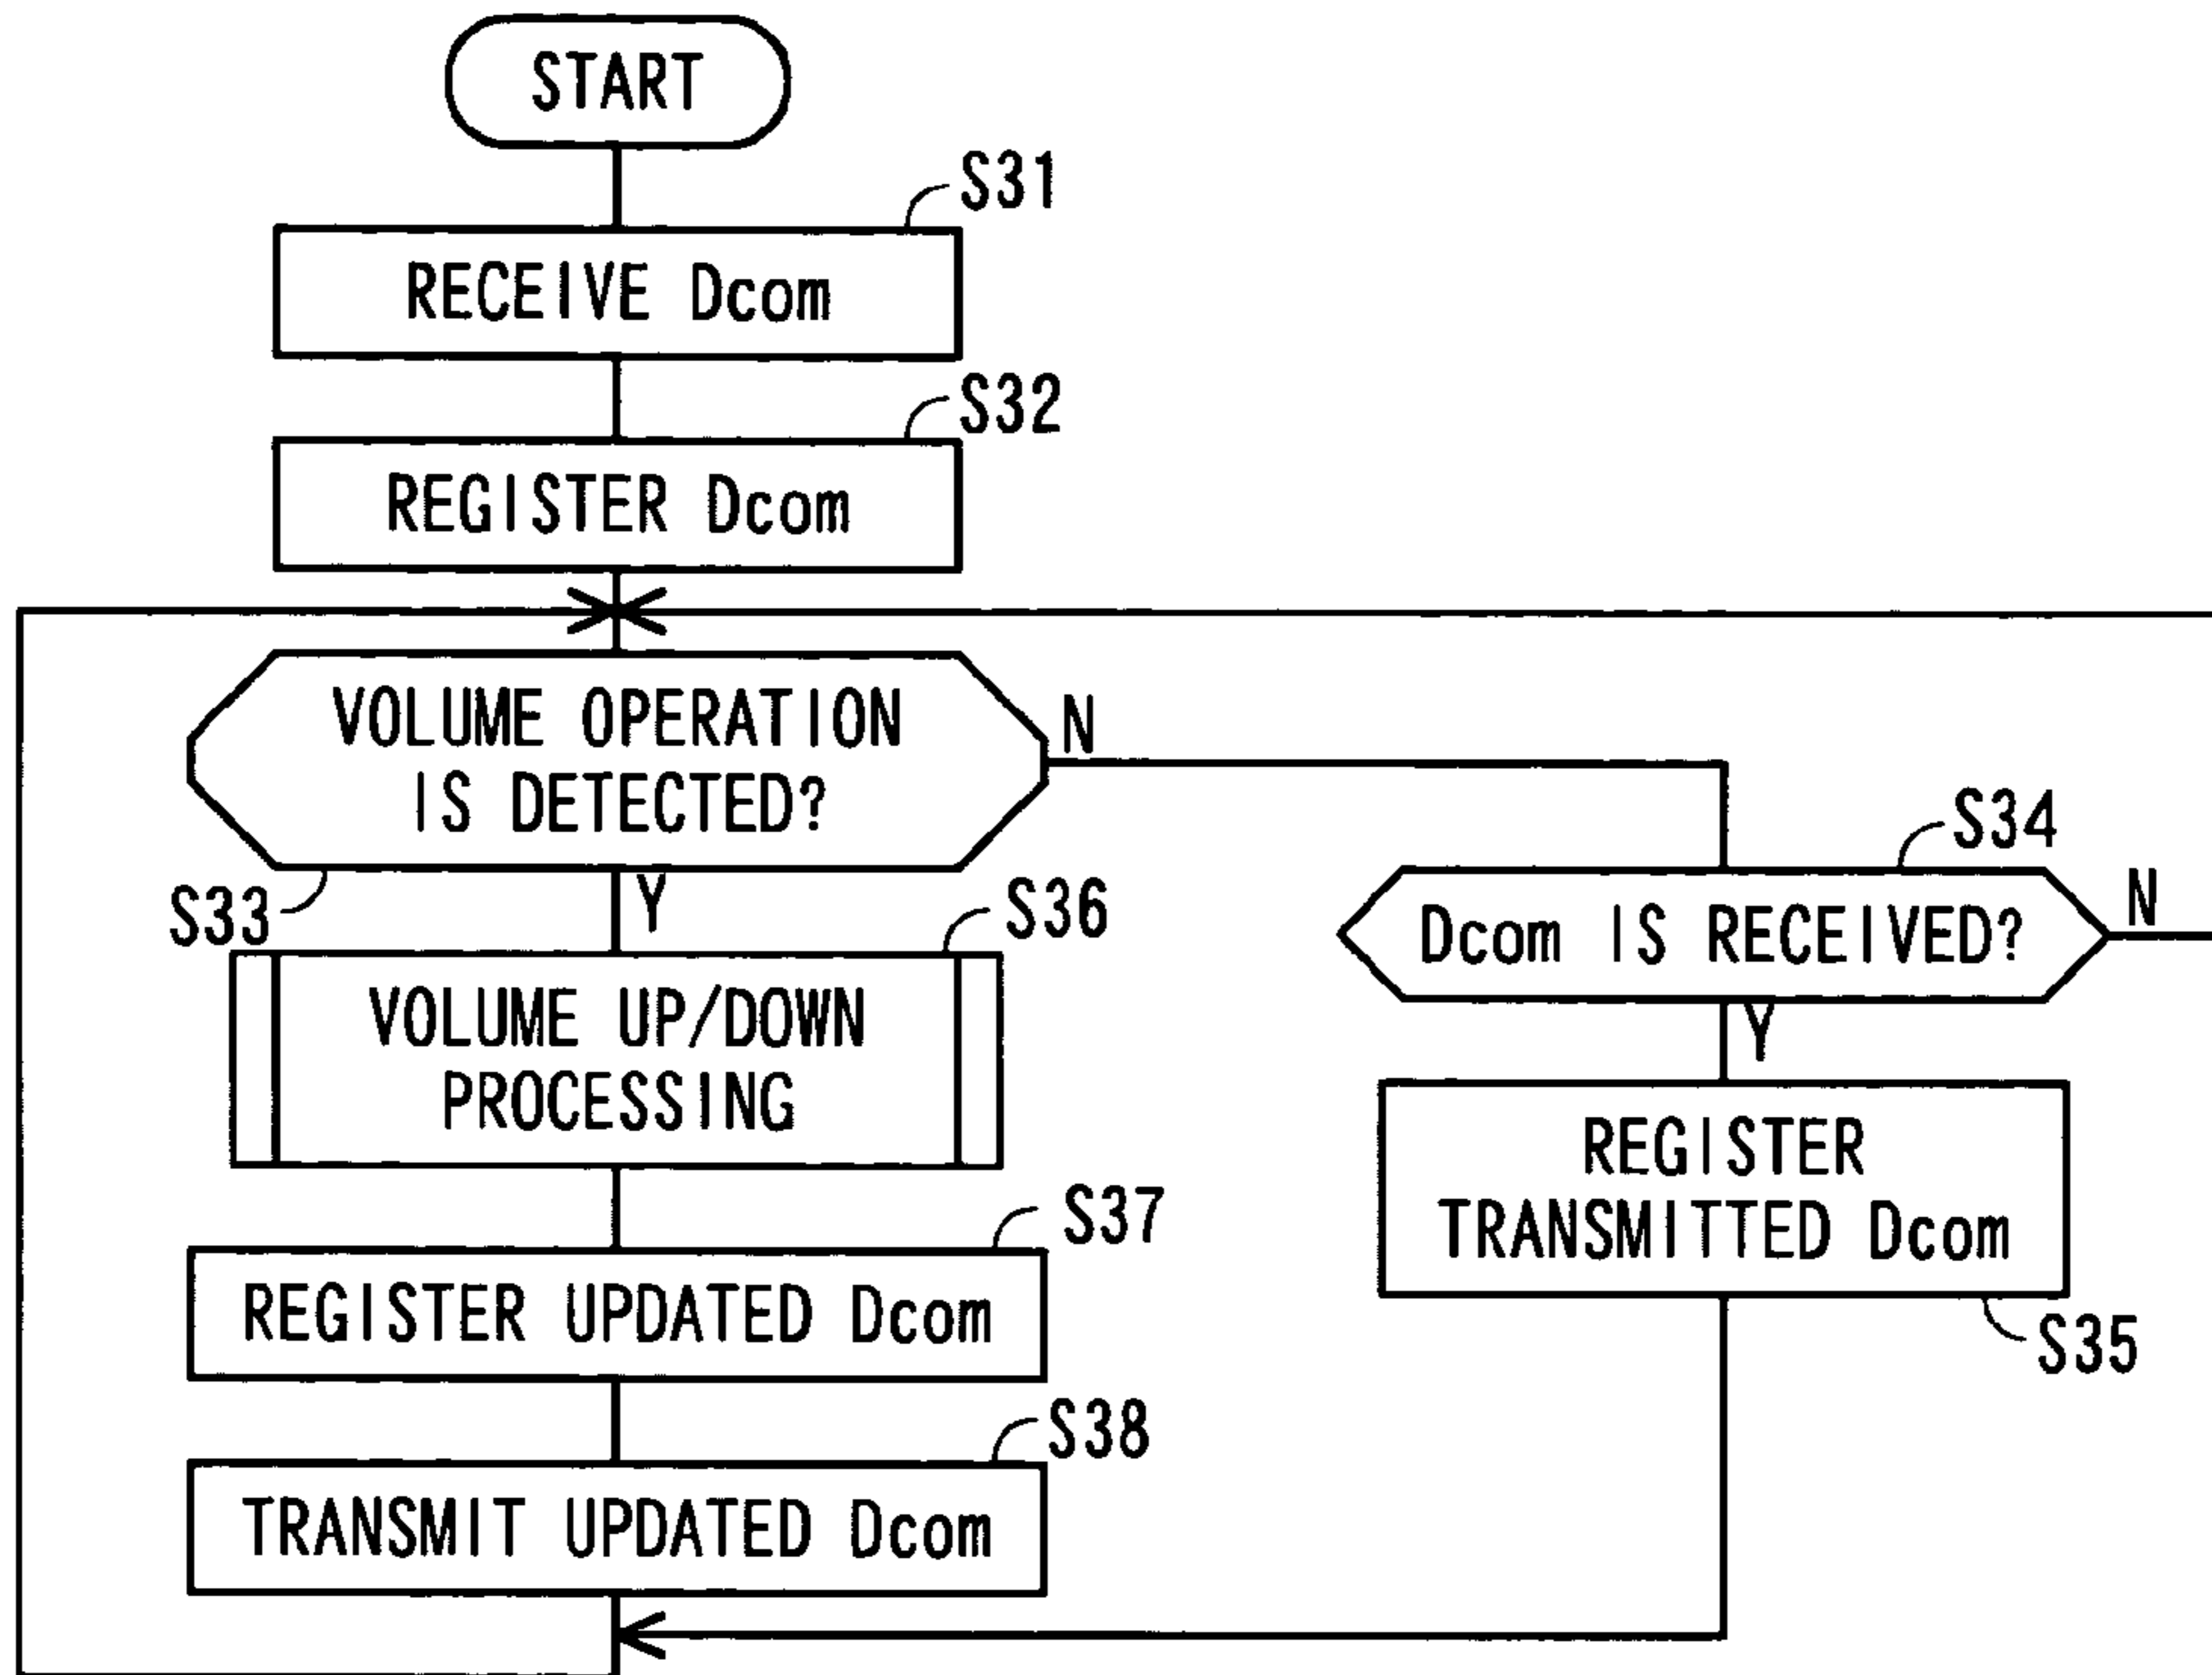 START
S31
RECEIVE Dcom
S32
REGISTER Dcom
VOLUME OPERATION
IS DETECTED?
N
S33
Y
S34
Dcom IS RECEIVED?
N
Y
S36
VOLUME UP/DOWN
PROCESSING
REGISTER
TRANSMITTED Dcom
S35
S37
REGISTER UPDATED Dcom
S38
TRANSMIT UPDATED Dcom